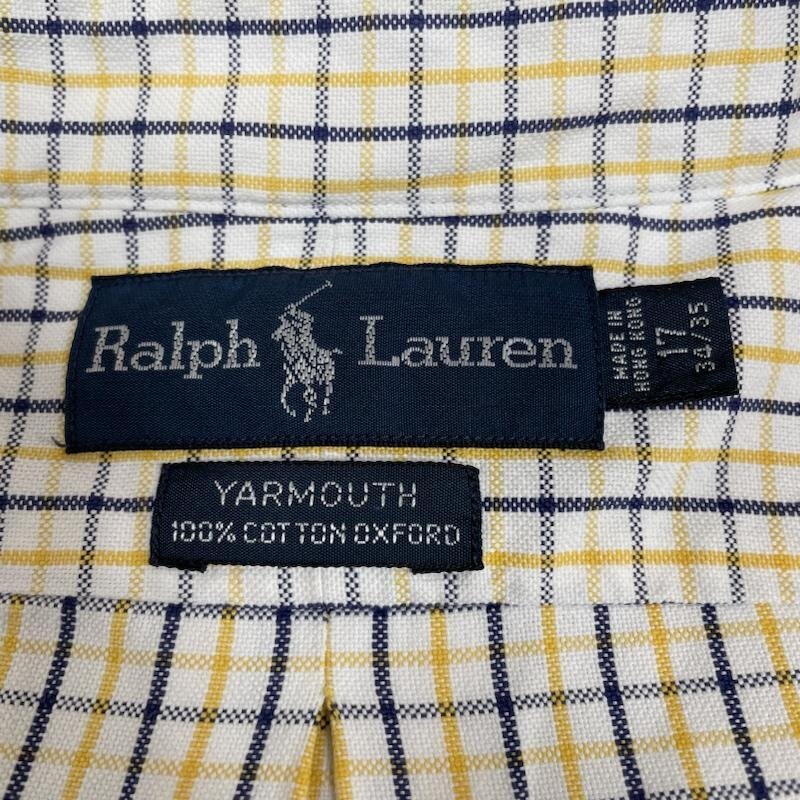 Ralph Lauren
MADE IN
HONG KONG
17
34/35
YARMOUTH
100% COTTON OXFORD